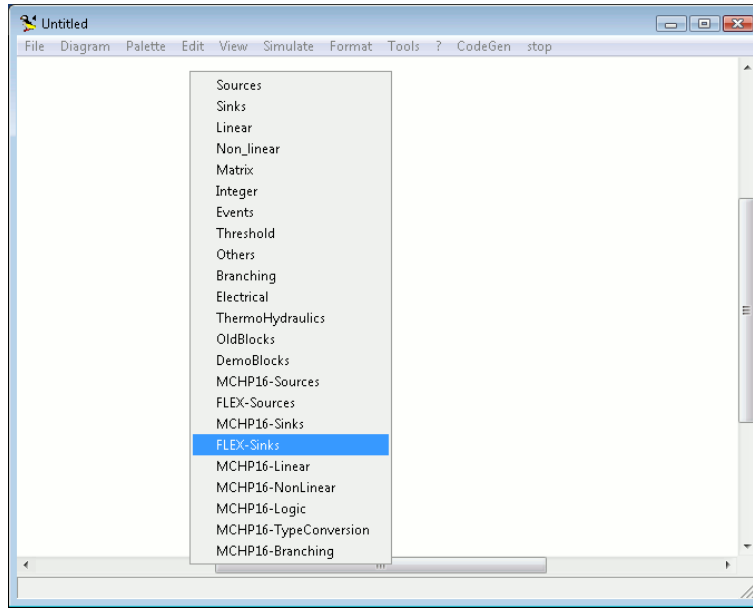 Untitled
File Diagram Palette Edit View Simulate Format Tools ? CodeGen stop
Sources
Sinks
Linear
Non_linear
Matrix
Integer
Events
Threshold
Others
Branching
Electrical
ThermoHydraulics
OldBlocks
DemoBlocks
MCHP16-Sources
FLEX-Sources
MCHP16-Sinks
FLEX-Sinks
MCHP16-Linear
MCHP16-NonLinear
MCHP16-Logic
MCHP16-TypeConversion
MCHP16-Branching